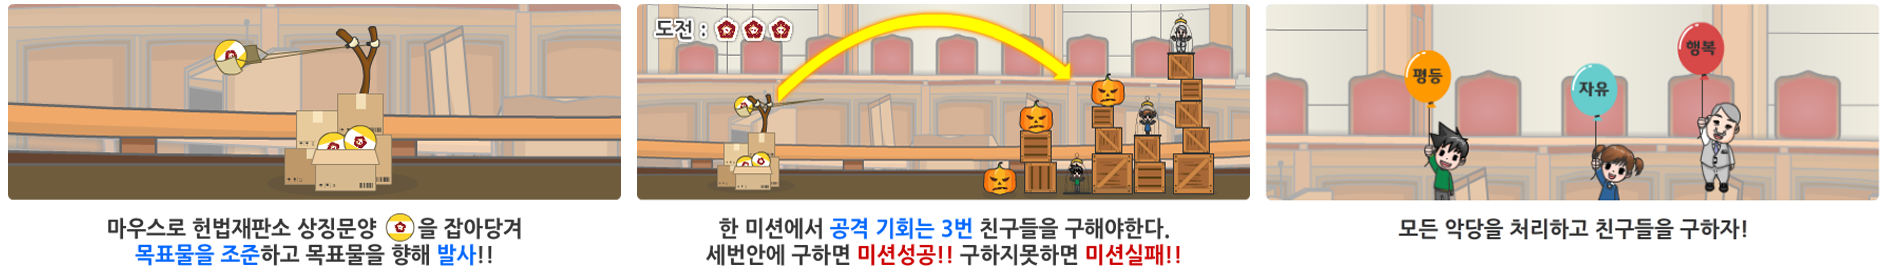 마우스로 헌법재판소 상징문양 을 잡아당겨
목표물을 조준하고 목표물을 향해 발사!!
도전 :
한 미션에서 공격 기회는 3번 친구들을 구해야한다.
세번안에 구하면 미션성공!! 구하지못하면 미션실패!!
평등
자유
행복
모든 악당을 처리하고 친구들을 구하자!